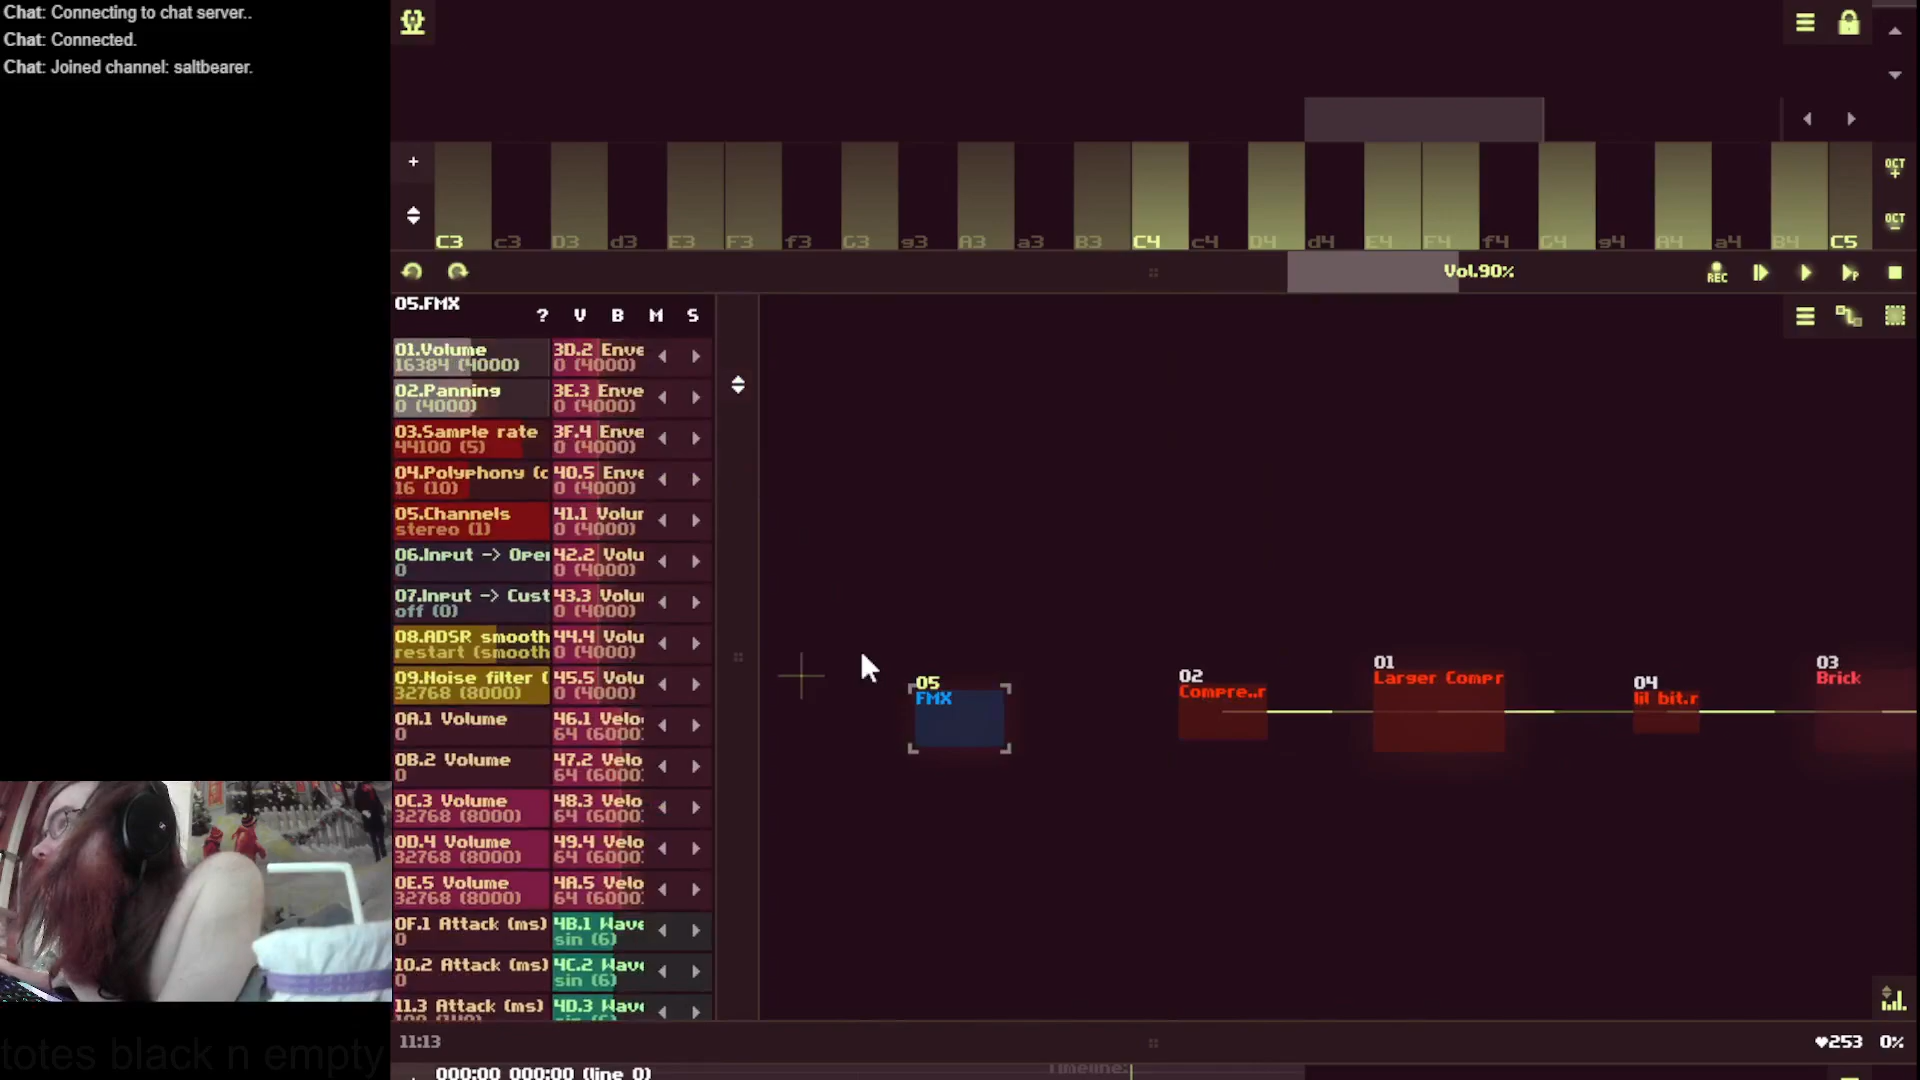 Chat: Connecting to chat server..
Chat: Connected.
Chat: Joined channel: saltbearer.
+
C3 c3 D3 d3 E3 F3 f3 G3 g3 A3 a3 B3 C4 c4 D4 d4 E4 F4 f4 G4 g4 A4 a4 B4 C5
OCT +
OCT -
Vol.90%
REC
P
05.FMX
? V B M S
01.Volume
16384 (4000)
02.Panning
0 (4000)
03.Sample rate
44100 (5)
04.Polyphony (c
16 (10)
05.Channels
stereo (1)
06.Input -> Oper
0
07.Input -> Cust
off (0)
08.ADSR smooth
restart (smooth
09.Noise filter (
32768 (8000)
0A.1 Volume
0
0B.2 Volume
0
0C.3 Volume
32768 (8000)
0D.4 Volume
32768 (8000)
0E.5 Volume
32768 (8000)
0F.1 Attack (ms)
0
10.2 Attack (ms)
0
11.3 Attack (ms)
3D.2 Enve
0 (4000)
3E.3 Enve
0 (4000)
3F.4 Enve
0 (4000)
40.5 Enve
0 (4000)
41.1 Volur
0 (4000)
42.2 Volu
0 (4000)
43.3 Volu
0 (4000)
44.4 Volu
0 (4000)
45.5 Volu
0 (4000)
46.1 Velo
64 (6000
47.2 Velo
64 (6000
48.3 Velo
64 (6000
49.4 Velo
64 (6000
4A.5 Velo
64 (6000
4B.1 Wave
sin (6)
4C.2 Wave
sin (6)
4D.3 Wave
05
FMX
02
Compre..r
01
Larger Compr
04
lil bit.r
03
Brick
11:13
♥253 0%
totes black n empty
000:00 000:00 (line 0)
Timeline: